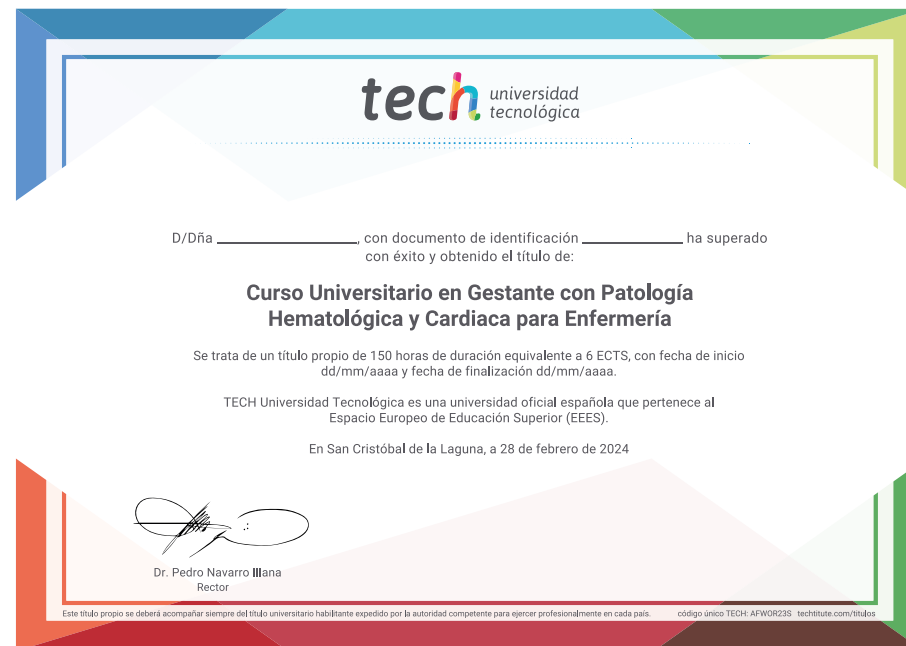 tech universidad
tecnológica
D/Dña ____________________, con documento de identificación ______________ ha superado
con éxito y obtenido el título de:
Curso Universitario en Gestante con Patología
Hematológica y Cardiaca para Enfermería
Se trata de un título propio de 150 horas de duración equivalente a 6 ECTS, con fecha de inicio
dd/mm/aaaa y fecha de finalización dd/mm/aaaa.
TECH Universidad Tecnológica es una universidad oficial española que pertenece al
Espacio Europeo de Educación Superior (EEES).
En San Cristóbal de la Laguna, a 28 de febrero de 2024
Dr. Pedro Navarro Illana
Rector
Este título propio se deberá acompañar siempre del título universitario habilitante expedido por la autoridad competente para ejercer profesionalmente en cada país. código único TECH: AFWOR23S techtitute.com/titulos